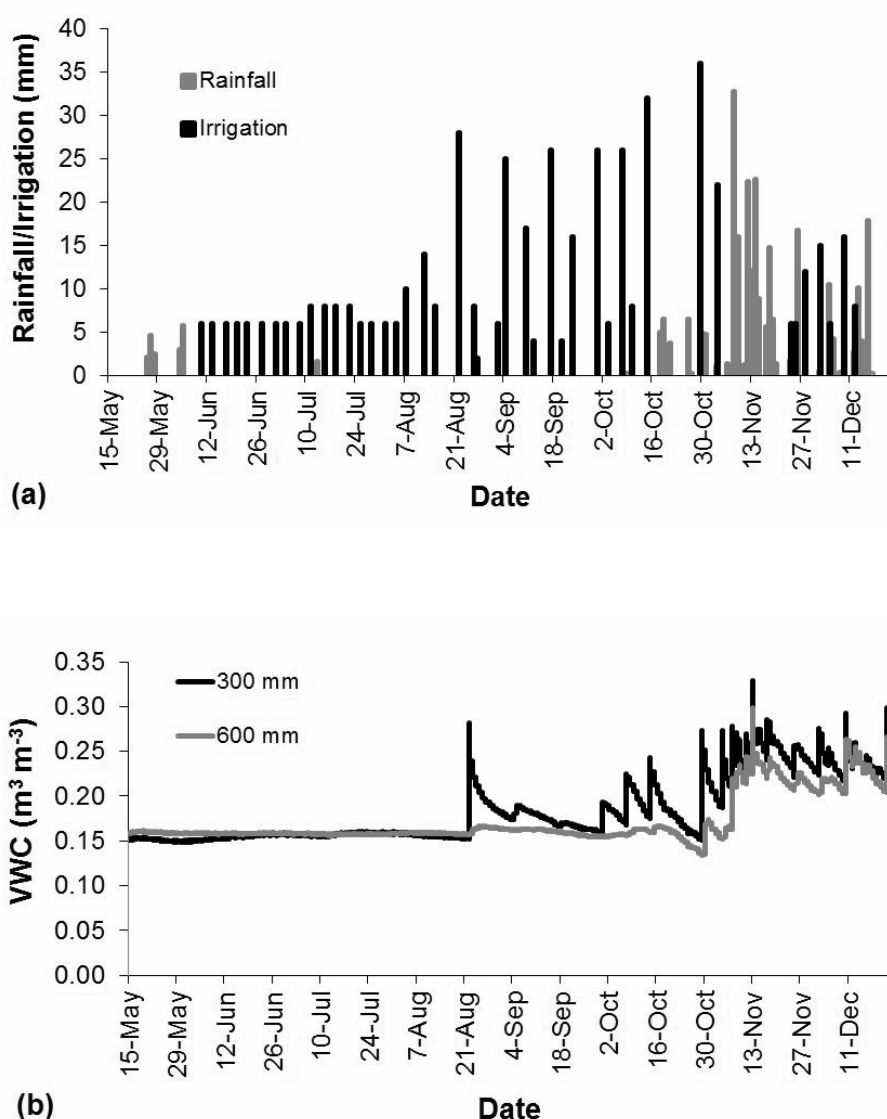 40
35
30
25
20
15
10
5
0
Rainfall/Irrigation (mm)
Rainfall
Irrigation
15-May
29-May
12-Jun
26-Jun
10-Jul
24-Jul
7-Aug
21-Aug
4-Sep
18-Sep
2-Oct
16-Oct
30-Oct
13-Nov
27-Nov
11-Dec
(a)
Date
0.35
0.30
0.25
0.20
0.15
0.10
0.05
0.00
VWC (m³ m⁻³)
300 mm
600 mm
15-May
29-May
12-Jun
26-Jun
10-Jul
24-Jul
7-Aug
21-Aug
4-Sep
18-Sep
2-Oct
16-Oct
30-Oct
13-Nov
27-Nov
11-Dec
(b)
Date